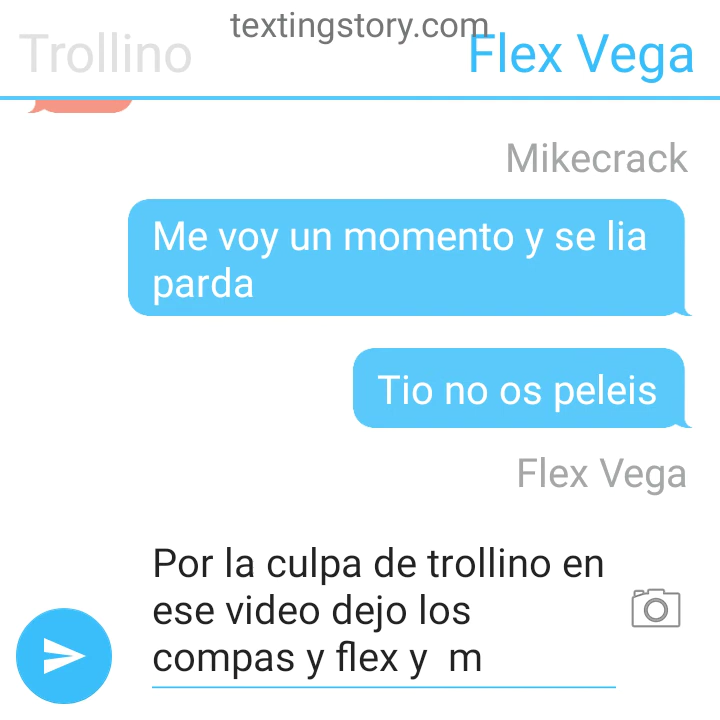 textingstory.com
Trollino
Flex Vega
Mikecrack
Me voy un momento y se lia
parda
Tio no os peleis
Flex Vega
Por la culpa de trollino en
ese video dejo los
compas y flex y  m